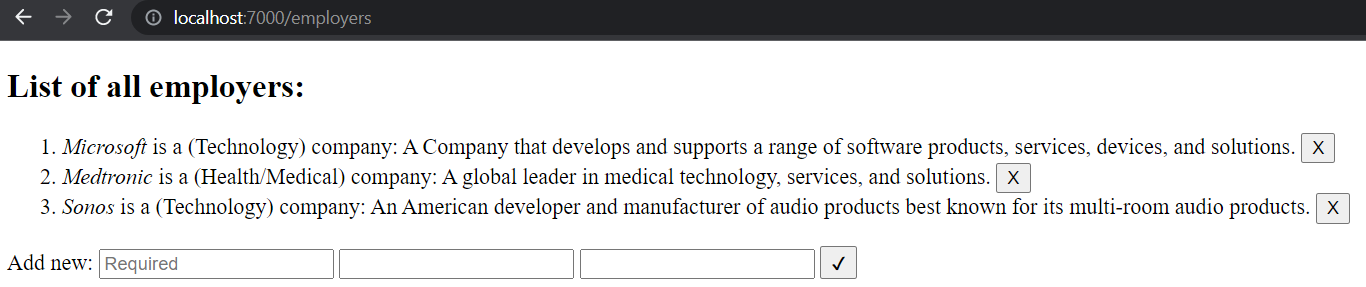 localhost:7000/employers
List of all employers:
1. Microsoft is a (Technology) company: A Company that develops and supports a range of software products, services, devices, and solutions. X
2. Medtronic is a (Health/Medical) company: A global leader in medical technology, services, and solutions. X
3. Sonos is a (Technology) company: An American developer and manufacturer of audio products best known for its multi-room audio products. X
Add new: Required ✓